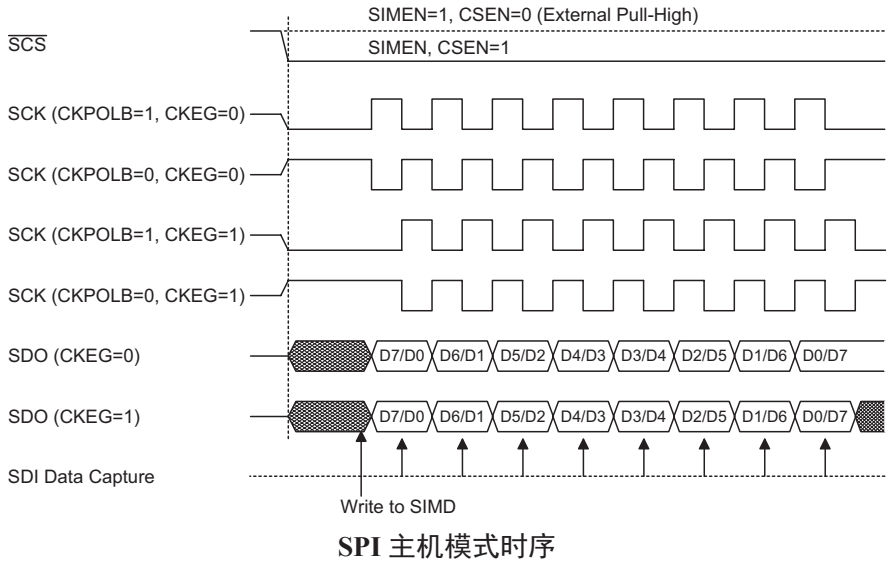 SIMEN=1, CSEN=0 (External Pull-High)
SCS
SIMEN, CSEN=1
SCK (CKPOLB=1, CKEG=0)
SCK (CKPOLB=0, CKEG=0)
SCK (CKPOLB=1, CKEG=1)
SCK (CKPOLB=0, CKEG=1)
SDO (CKEG=0) D7/D0 D6/D1 D5/D2 D4/D3 D3/D4 D2/D5 D1/D6 D0/D7
SDO (CKEG=1) D7/D0 D6/D1 D5/D2 D4/D3 D3/D4 D2/D5 D1/D6 D0/D7
SDI Data Capture
Write to SIMD
SPI 主机模式时序